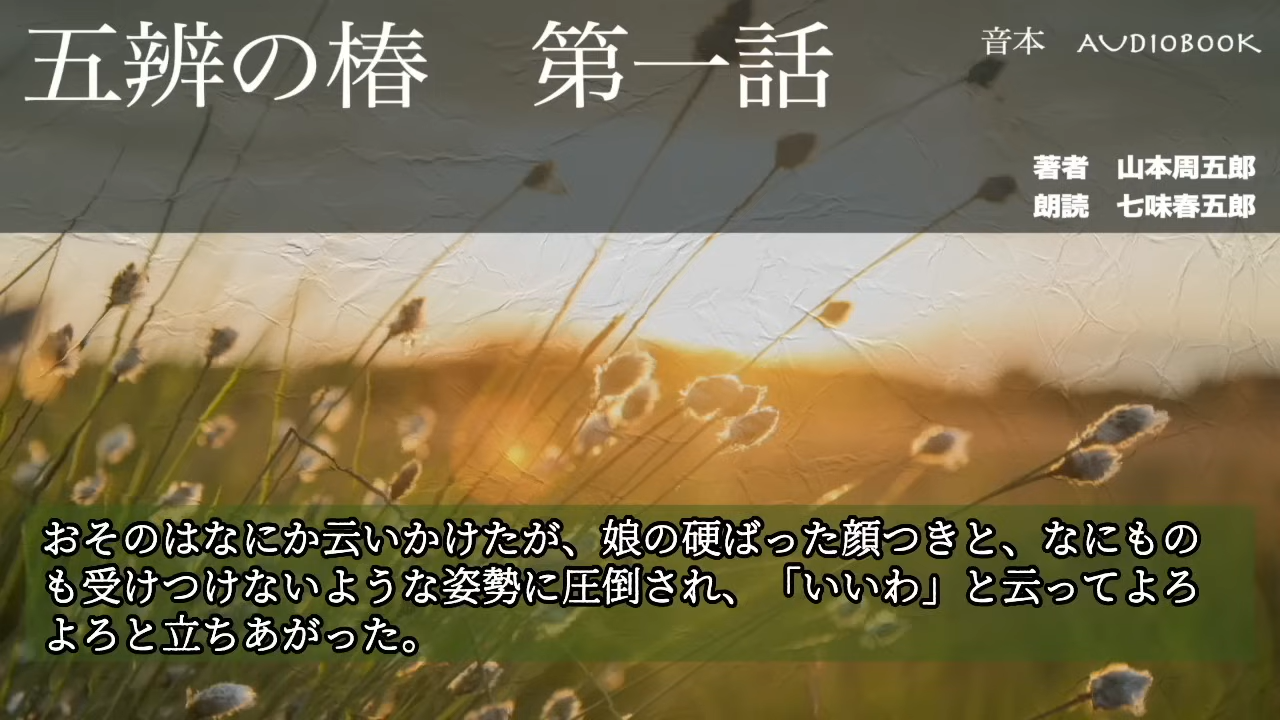 五辨の椿　第一話
音本　AUDIOBOOK
著者　山本周五郎
朗読　七味春五郎
おそのはなにか云いかけたが、娘の硬ばった顔つきと、なにもの
も受けつけないような姿勢に圧倒され、「いいわ」と云ってよろ
よろと立ちあがった。